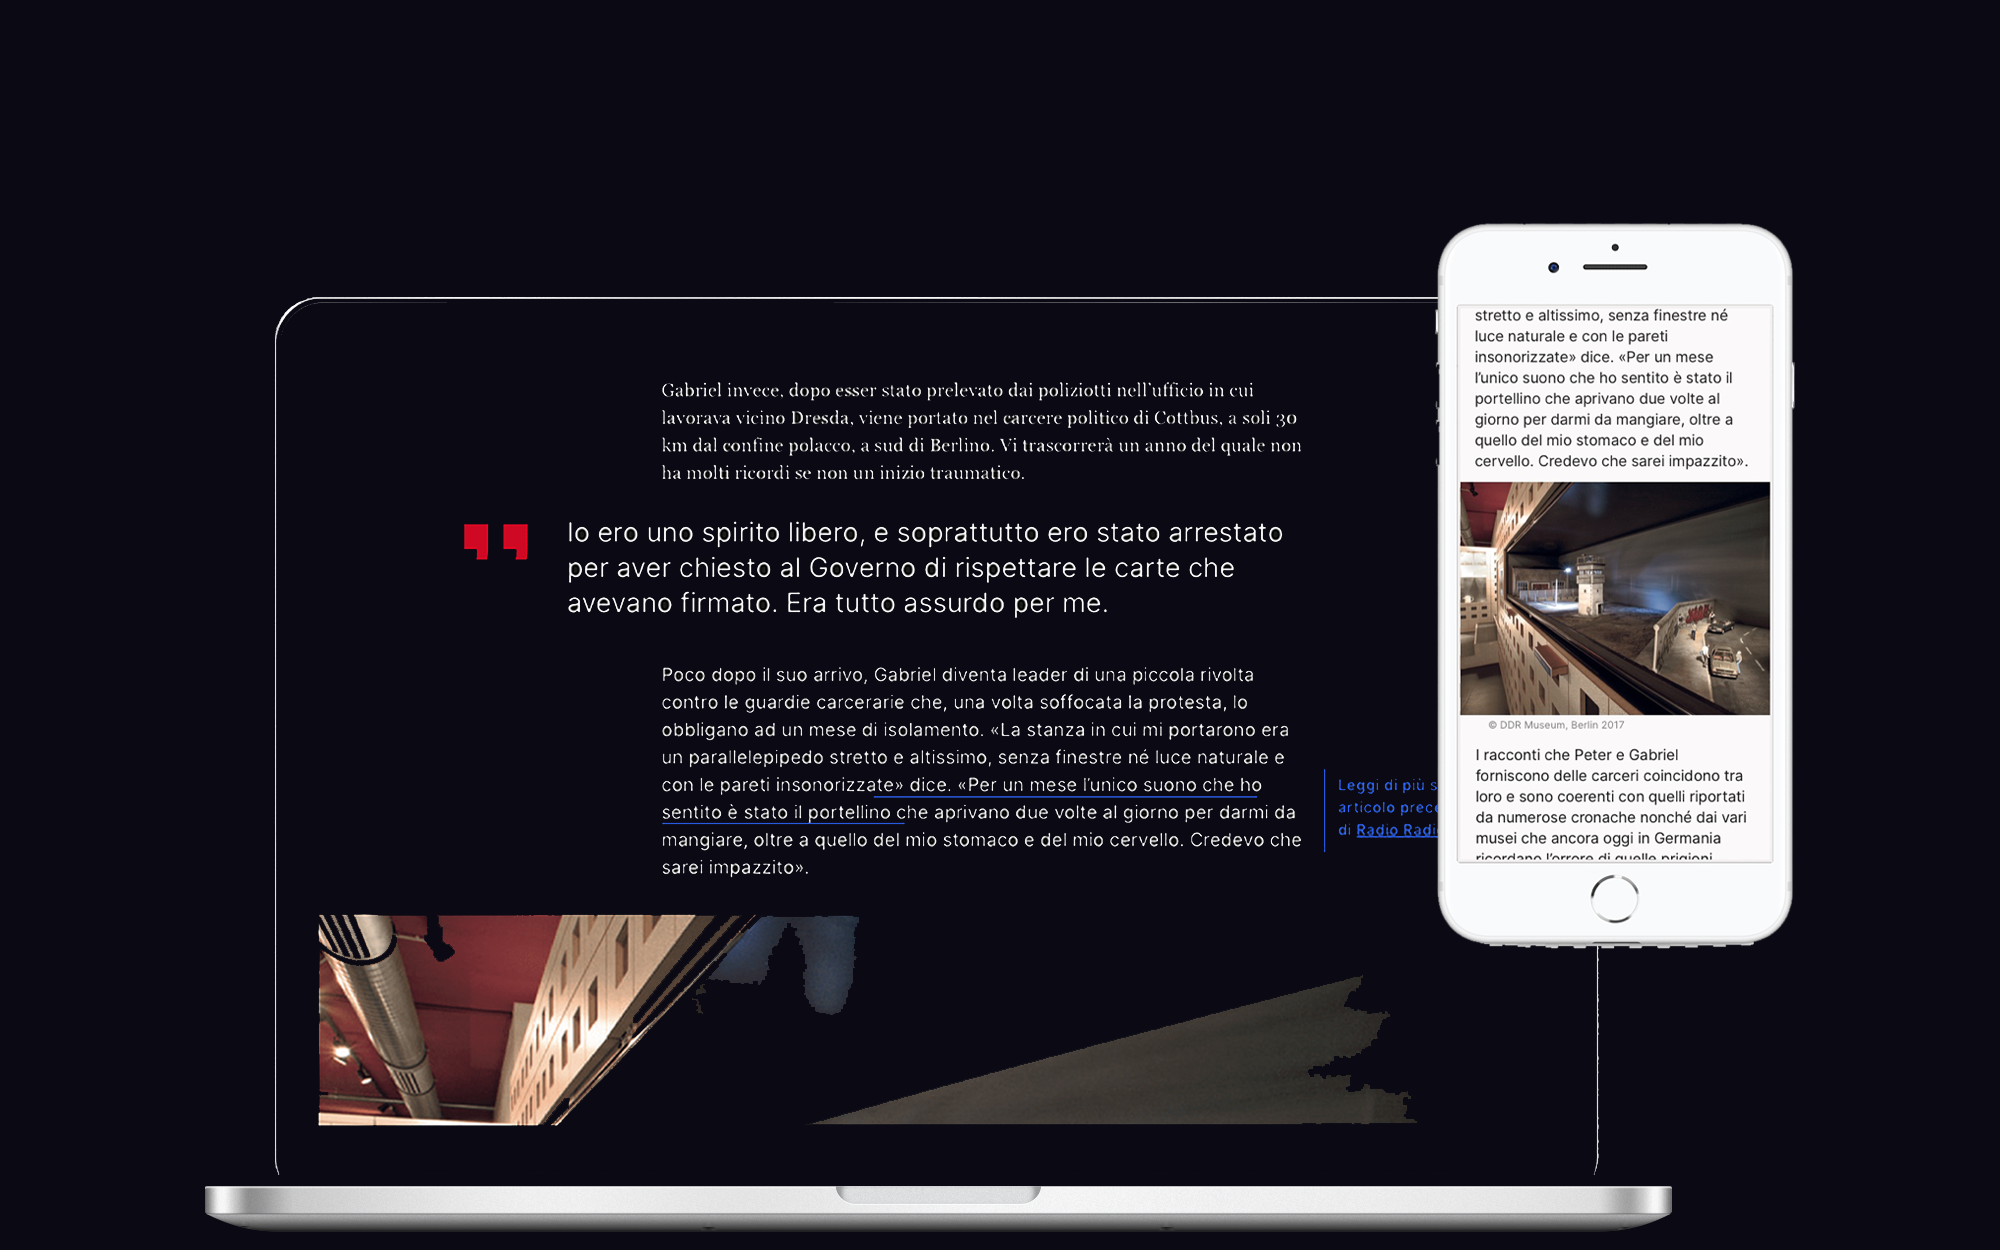 Gabriel invece, dopo esser stato prelevato dai poliziotti nell'ufficio in cui
lavorava vicino Dresda, viene portato nel carcere politico di Cottbus, a soli 30
km dal confine polacco, a sud di Berlino. Vi trascorrerà un anno del quale non
ha molti ricordi se non un inizio traumatico.
Io ero uno spirito libero, e soprattutto ero stato arrestato
per aver chiesto al Governo di rispettare le carte che
avevano firmato. Era tutto assurdo per me.
Poco dopo il suo arrivo, Gabriel diventa leader di una piccola rivolta
contro le guardie carcerarie che, una volta soffocata la protesta, lo
obbligano ad un mese di isolamento. «La stanza in cui mi portarono era
un parallelepipedo stretto e altissimo, senza finestre né luce naturale e
con le pareti insonorizzate» dice. «Per un mese l'unico suono che ho
sentito è stato il portellino che aprivano due volte al giorno per darmi da
mangiare, oltre a quello del mio stomaco e del mio cervello. Credevo che
sarei impazzito».
Leggi di più s
articolo prece
di Radio Radi
stretto e altissimo, senza finestre né
luce naturale e con le pareti
insonorizzate» dice. «Per un mese
l'unico suono che ho sentito è stato il
portellino che aprivano due volte al
giorno per darmi da mangiare, oltre a
quello del mio stomaco e del mio
cervello. Credevo che sarei impazzito».
© DDR Museum, Berlin 2017
I racconti che Peter e Gabriel
forniscono delle carceri coincidono tra
loro e sono coerenti con quelli riportati
da numerose cronache nonché dai vari
musei che ancora oggi in Germania
ricordano l'orrore di quelle prigioni